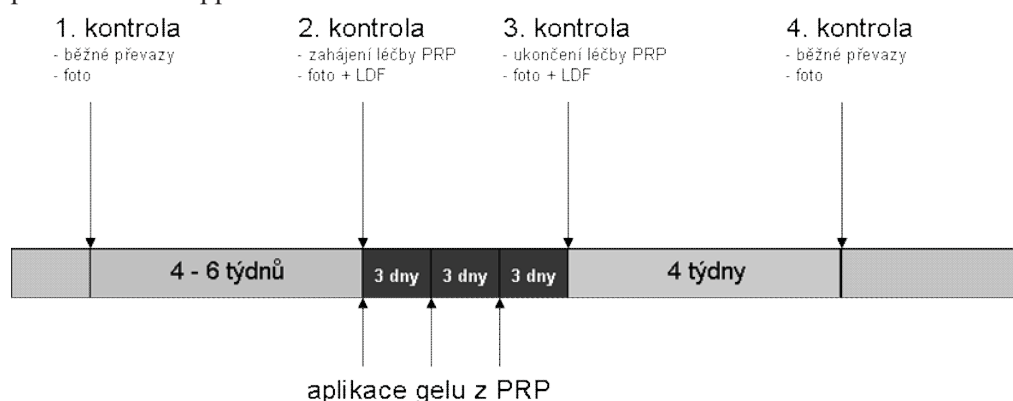 1. kontrola
- běžné převazy
- foto
2. kontrola
- zahájení léčby PRP
- foto + LDF
3. kontrola
- ukončení léčby PRP
- foto + LDF
4. kontrola
- běžné převazy
- foto
4 - 6 týdnů
3 dny
3 dny
3 dny
4 týdny
aplikace gelu z PRP